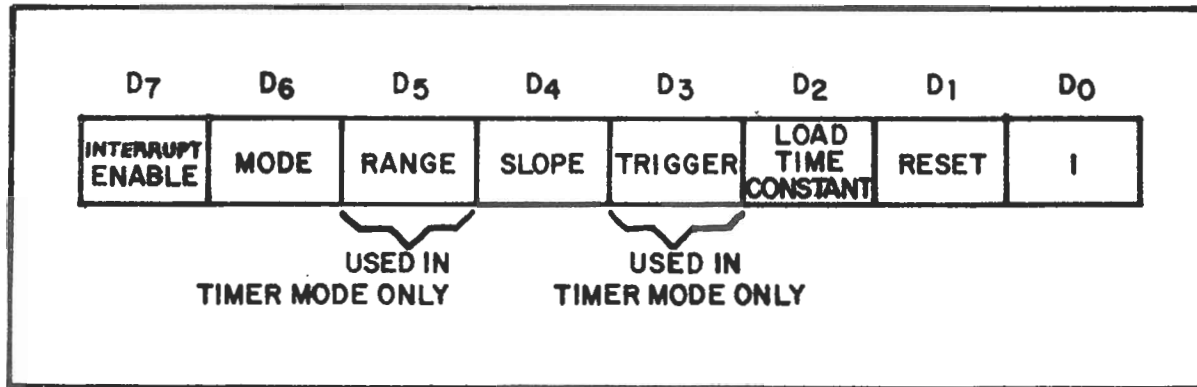 D7 D6 D5 D4 D3 D2 D1 D0
INTERRUPT ENABLE
MODE
RANGE
SLOPE
TRIGGER
LOAD TIME CONSTANT
RESET
1
USED IN
TIMER MODE ONLY
USED IN
TIMER MODE ONLY